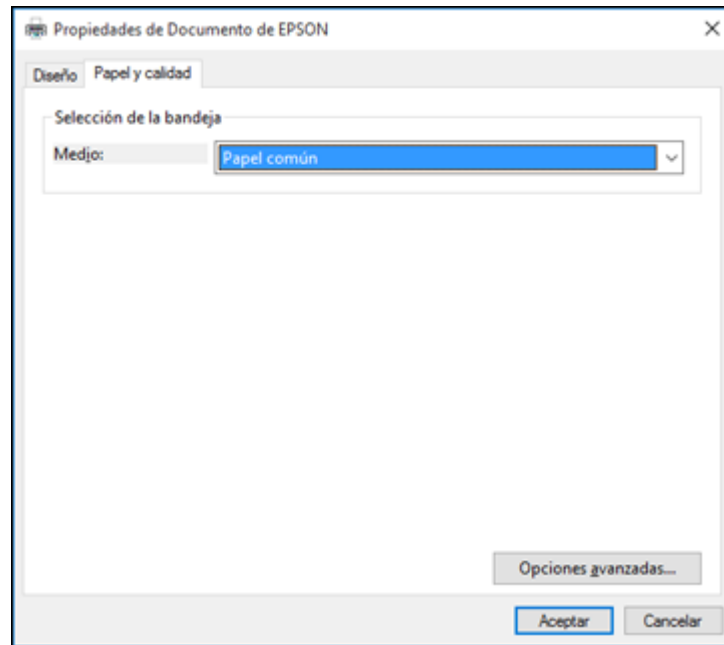 Propiedades de Documento de EPSON
Diseño Papel y calidad
Selección de la bandeja
Medio: Papel común
Opciones avanzadas...
Aceptar Cancelar